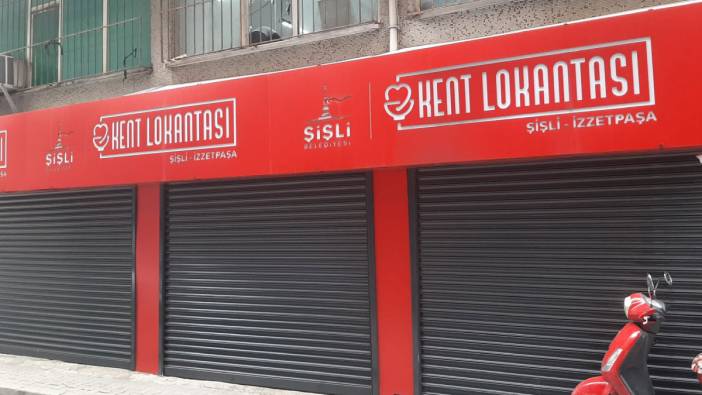 ŞİŞLİ
KENT LOKANTASI
ŞİŞLİ - İZZETPAŞA
ŞİŞLİ
BELEDİYESİ
KENT LOKANTASI
ŞİŞLİ - İZZETPAŞA